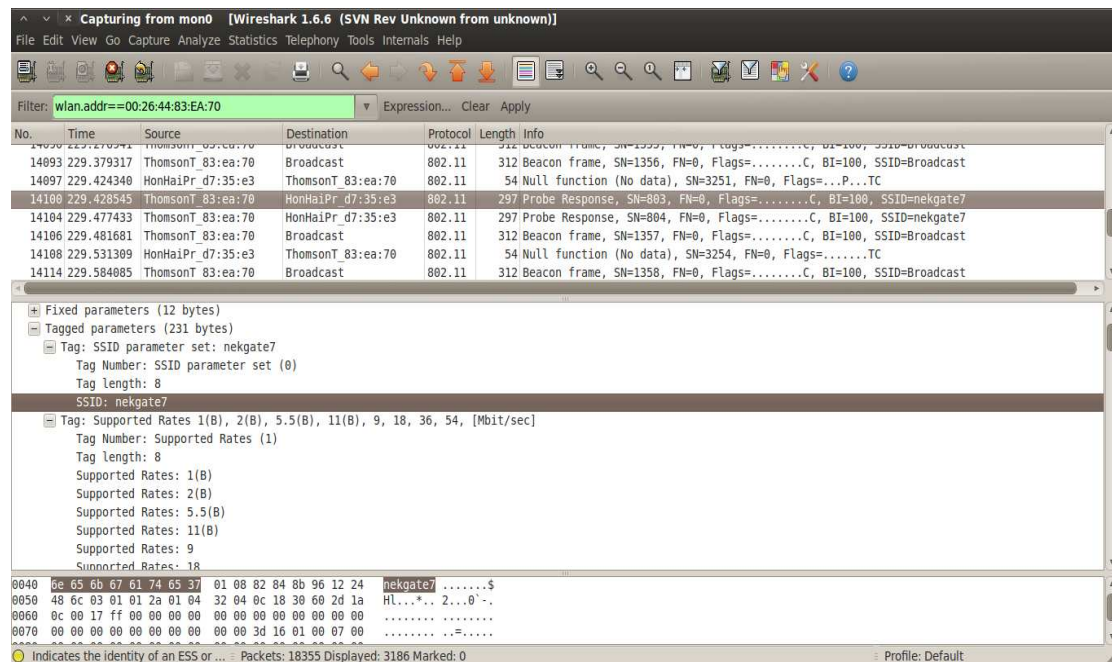 Capturing from mon0 [Wireshark 1.6.6 (SVN Rev Unknown from unknown)]
File Edit View Go Capture Analyze Statistics Telephony Tools Internals Help
Filter: wlan.addr==00:26:44:83:EA:70 Expression... Clear Apply
No. Time Source Destination Protocol Length Info
14093 229.379317 ThomsonT_83:ea:70 Broadcast 802.11 312 Beacon frame, SN=1356, FN=0, Flags=........C, BI=100, SSID=Broadcast
14097 229.424340 HonHaiPr_d7:35:e3 ThomsonT_83:ea:70 802.11 54 Null function (No data), SN=3251, FN=0, Flags=...P...TC
14100 229.428545 ThomsonT_83:ea:70 HonHaiPr_d7:35:e3 802.11 297 Probe Response, SN=803, FN=0, Flags=........C, BI=100, SSID=nekgate7
14104 229.477433 ThomsonT_83:ea:70 HonHaiPr_d7:35:e3 802.11 297 Probe Response, SN=804, FN=0, Flags=........C, BI=100, SSID=nekgate7
14106 229.481681 ThomsonT_83:ea:70 Broadcast 802.11 312 Beacon frame, SN=1357, FN=0, Flags=........C, BI=100, SSID=Broadcast
14108 229.531309 HonHaiPr_d7:35:e3 ThomsonT_83:ea:70 802.11 54 Null function (No data), SN=3254, FN=0, Flags=.......TC
14114 229.584085 ThomsonT_83:ea:70 Broadcast 802.11 312 Beacon frame, SN=1358, FN=0, Flags=........C, BI=100, SSID=Broadcast
Fixed parameters (12 bytes)
Tagged parameters (231 bytes)
Tag: SSID parameter set: nekgate7
Tag Number: SSID parameter set (0)
Tag length: 8
SSID: nekgate7
Tag: Supported Rates 1(B), 2(B), 5.5(B), 11(B), 9, 18, 36, 54, [Mbit/sec]
Tag Number: Supported Rates (1)
Tag length: 8
Supported Rates: 1(B)
Supported Rates: 2(B)
Supported Rates: 5.5(B)
Supported Rates: 11(B)
Supported Rates: 9
Supported Rates: 18
0040 6e 65 6b 67 61 74 65 37 01 08 82 84 8b 96 12 24 nekgate7 .......$
0050 48 6c 03 01 01 2a 01 04 32 04 0c 18 30 60 2d 1a Hl...*.. 2...0`-.
0060 0c 00 17 ff 00 00 00 00 00 00 00 00 00 00 00 00 ........ ........
0070 00 00 00 00 00 00 00 00 00 00 3d 16 01 00 07 00 ........ ..=.....
Indicates the identity of an ESS or ... Packets: 18355 Displayed: 3186 Marked: 0 Profile: Default